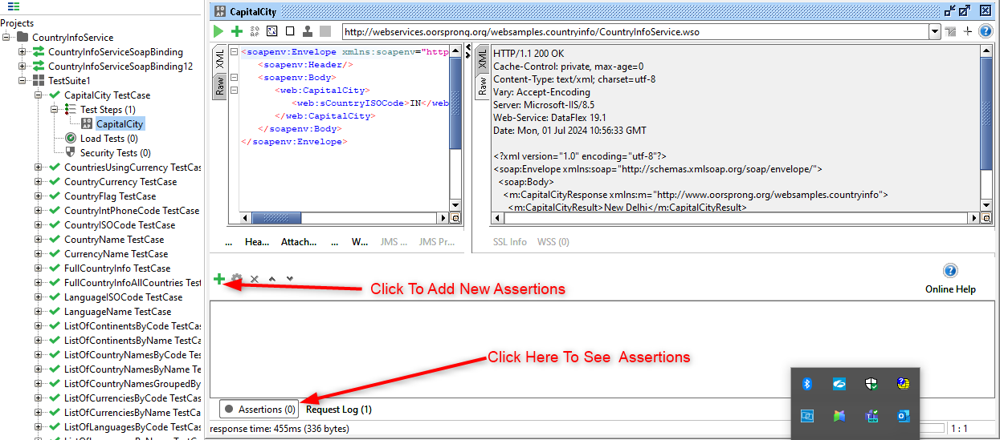 Projects
CountryInfoService
CountryInfoServiceSoapBinding
CountryInfoServiceSoapBinding12
TestSuite1
CapitalCity TestCase
Test Steps (1)
CapitalCity
Load Tests (0)
Security Tests (0)
CountriesUsingCurrency TestCas
CountryCurrency TestCase
CountryFlag TestCase
CountryIntPhoneCode TestCase
CountryISOCode TestCase
CountryName TestCase
CurrencyName TestCase
FullCountryInfo TestCase
FullCountryInfoAllCountries Test
LanguageISOCode TestCase
LanguageName TestCase
ListOfContinentsByCode TestCas
ListOfContinentsByName TestCa
ListOfCountryNamesByCode Tes
ListOfCountryNamesByName Te
ListOfCountryNamesGroupedBy
ListOfCurrenciesByCode TestCas
ListOfCurrenciesByName TestCa
ListOfLanguagesByCode TestCas
CapitalCity
http://webservices.oorsprong.org/websamples.countryinfo/CountryInfoService.wso
XML
Raw
<soapenv:Envelope xmlns:soapenv="http
<soapenv:Header/>
<soapenv:Body>
<web:CapitalCity>
<web:sCountryISOCode>IN</web
</web:CapitalCity>
</soapenv:Body>
</soapenv:Envelope>
XML
Raw
HTTP/1.1 200 OK
Cache-Control: private, max-age=0
Content-Type: text/xml; charset=utf-8
Vary: Accept-Encoding
Server: Microsoft-IIS/8.5
Web-Service: DataFlex 19.1
Date: Mon, 01 Jul 2024 10:56:33 GMT
<?xml version="1.0" encoding="utf-8"?>
<soap:Envelope xmlns:soap="http://schemas.xmlsoap.org/soap/envelope/">
<soap:Body>
<m:CapitalCityResponse xmlns:m="http://www.oorsprong.org/websamples.countryinfo">
<m:CapitalCityResult>New Delhi</m:CapitalCityResult>
... Hea... Attach... ... W... JMS ... JMS Pr...
SSL Info WSS (0)
Click To Add New Assertions
Online Help
Click Here To See Assertions
Assertions (0) Request Log (1)
response time: 455ms (336 bytes)
1 : 1